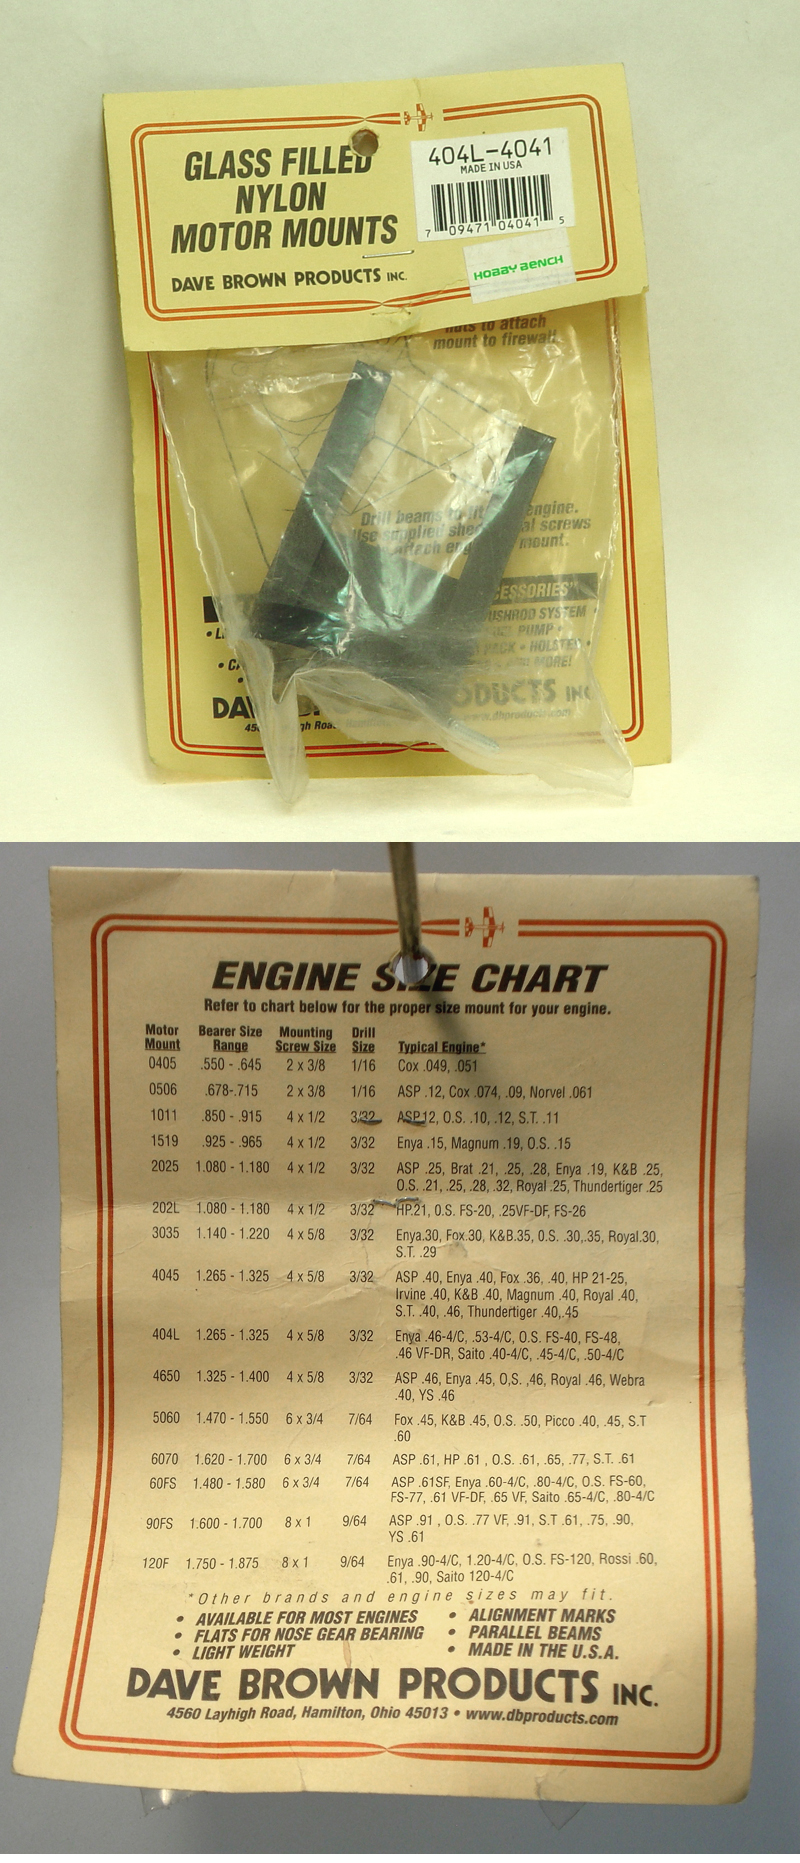 GLASS FILLED
NYLON
MOTOR MOUNTS
DAVE BROWN PRODUCTS INC.
404L-4041
MADE IN USA
7 09471 04041 5
HOBBY BENCH
nuts to attach
mount to firewall.
Drill beams to fit engine.
supplied screws
attach mount.
PUSHROD SYSTEM •
PUMP •
PACK •
MORE!
PRODUCTS INC.
Layhigh Hamilton,
www.dbproducts.com
ENGINE SIZE CHART
Refer to chart below for the proper size mount for your engine.
Motor Mount Bearer Size Range Mounting Screw Size Drill Size Typical Engine*
0405 .550 - .645 2 x 3/8 1/16 Cox .049, .051
0506 .678-.715 2 x 3/8 1/16 ASP .12, Cox .074, .09, Norvel .061
1011 .850 - .915 4 x 1/2 3/32 ASP12, O.S. .10, .12, S.T. .11
1519 .925 - .965 4 x 1/2 3/32 Enya .15, Magnum .19, O.S. .15
2025 1.080 - 1.180 4 x 1/2 3/32 ASP .25, Brat .21, .25, .28, Enya .19, K&B .25,
O.S. .21, .25, .28, .32, Royal .25, Thundertiger .25
202L 1.080 - 1.180 4 x 1/2 3/32 HP.21, O.S. FS-20, .25VF-DF, FS-26
3035 1.140 - 1.220 4 x 5/8 3/32 Enya.30, Fox.30, K&B.35, O.S. .30,.35, Royal.30,
S.T. .29
4045 1.265 - 1.325 4 x 5/8 3/32 ASP .40, Enya .40, Fox .36, .40, HP 21-25,
Irvine .40, K&B .40, Magnum .40, Royal .40,
S.T. .40, .46, Thundertiger .40,.45
404L 1.265 - 1.325 4 x 5/8 3/32 Enya .46-4/C, .53-4/C, O.S. FS-40, FS-48,
.46 VF-DR, Saito .40-4/C, .45-4/C, .50-4/C
4650 1.325 - 1.400 4 x 5/8 3/32 ASP .46, Enya .45, O,S. ,46, Royal .46, Webra
.40, YS .46
5060 1.470 - 1.550 6 x 3/4 7/64 Fox .45, K&B .45, O.S. .50, Picco .40, .45, S.T
.60
6070 1.620 - 1.700 6 x 3/4 7/64 ASP .61, HP .61 , O.S. .61, .65, .77, S.T. .61
60FS 1.480 - 1.580 6 x 3/4 7/64 ASP .61SF, Enya .60-4/C, .80-4/C, O.S. FS-60,
FS-77, .61 VF-DF, .65 VF, Saito .65-4/C, .80-4/C
90FS 1.600 - 1.700 8 x 1 9/64 ASP .91 , O.S. .77 VF, .91, S.T .61, .75, .90,
YS .61
120F 1.750 - 1.875 8 x 1 9/64 Enya .90-4/C, 1.20-4/C, O.S. FS-120, Rossi .60,
.61, .90, Saito 120-4/C
*Other brands and engine sizes may fit.
• AVAILABLE FOR MOST ENGINES • ALIGNMENT MARKS
• FLATS FOR NOSE GEAR BEARING • PARALLEL BEAMS
• LIGHT WEIGHT • MADE IN THE U.S.A.
DAVE BROWN PRODUCTS INC.
4560 Layhigh Road, Hamilton, Ohio 45013 • www.dbproducts.com